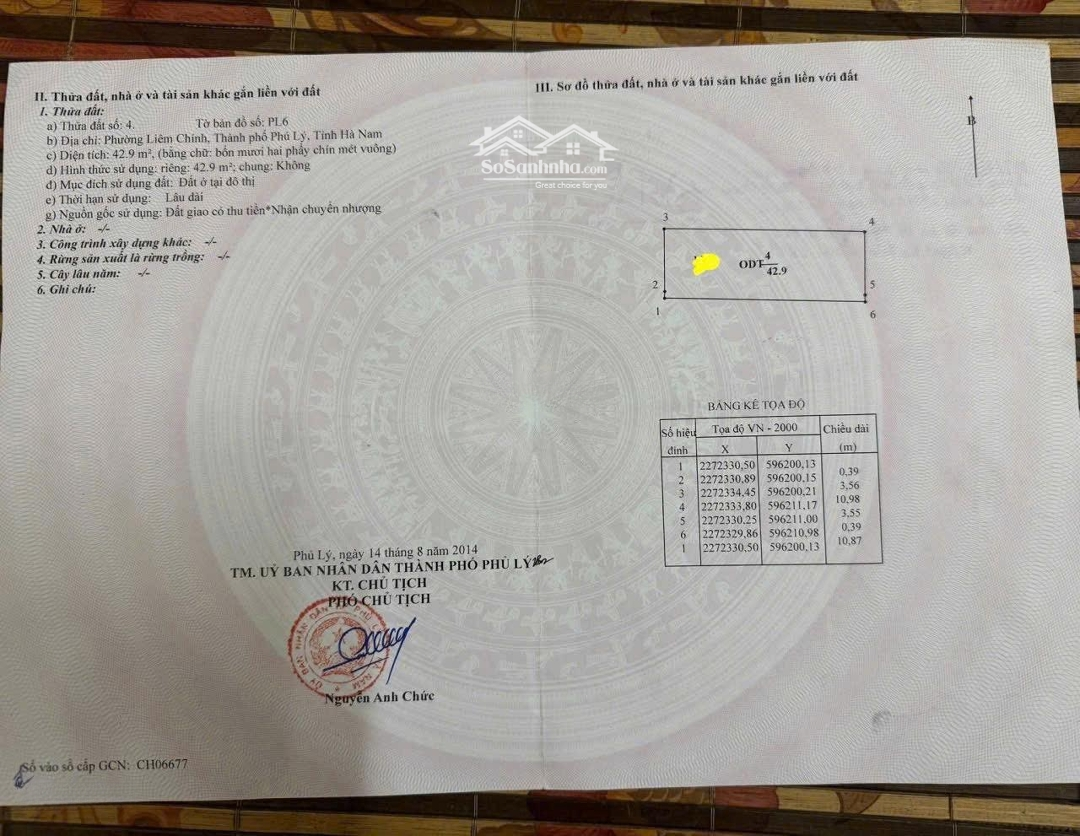 II. Thửa đất, nhà ở và tài sản khác gắn liền với đất
1. Thửa đất:
a) Thửa đất số: 4. Tờ bản đồ số: PL6
b) Địa chỉ: Phường Liêm Chính, Thành phố Phủ Lý, Tỉnh Hà Nam
c) Diện tích: 42.9 m², (bằng chữ: bốn mươi hai phẩy chín mét vuông)
d) Hình thức sử dụng: riêng: 42.9 m²; chung: Không
đ) Mục đích sử dụng đất: Đất ở tại đô thị
e) Thời hạn sử dụng: Lâu dài
g) Nguồn gốc sử dụng: Đất giao có thu tiền*Nhận chuyển nhượng
2. Nhà ở: -/-
3. Công trình xây dựng khác: -/-
4. Rừng sản xuất là rừng trồng: -/-
5. Cây lâu năm: -/-
6. Ghi chú:
Phủ Lý, ngày 14 tháng 8 năm 2014
TM. UỶ BAN NHÂN DÂN THÀNH PHỐ PHỦ LÝ
KT. CHỦ TỊCH
PHÓ CHỦ TỊCH
ỦY BAN NHÂN DÂN
Nguyễn Anh Chức
Số vào sổ cấp GCN: CH06677
III. Sơ đồ thửa đất, nhà ở và tài sản khác gắn liền với đất
B
SoSanhnha.com
Great choice for you
3 4
ODT 4
42.9
2 5
1 6
BẢNG KÊ TỌA ĐỘ
Số hiệu đỉnh Tọa độ VN - 2000 Chiều dài
X Y (m)
1 2272330,50 596200,13
0,39
2 2272330,89 596200,15
3,56
3 2272334,45 596200,21
10,98
4 2272333,80 596211,17
3,55
5 2272330,25 596211,00
0,39
6 2272329,86 596210,98
10,87
1 2272330,50 596200,13